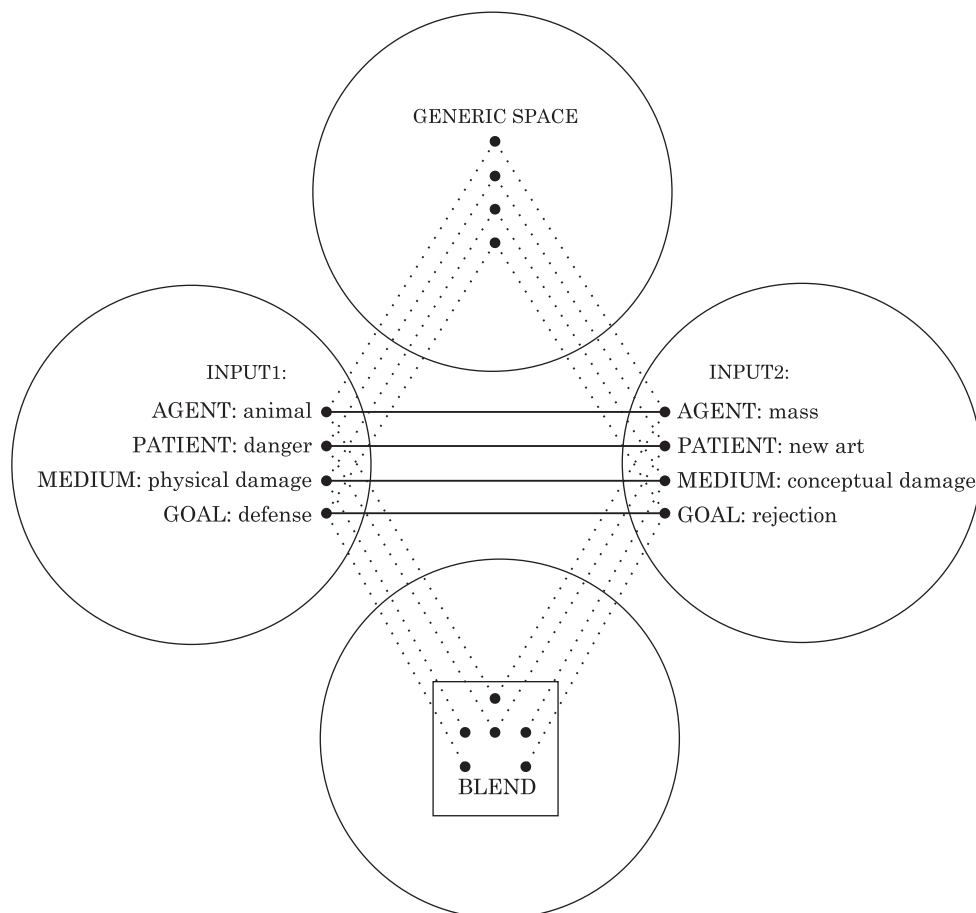 GENERIC SPACE
INPUT1:
AGENT: animal
PATIENT: danger
MEDIUM: physical damage
GOAL: defense
INPUT2:
AGENT: mass
PATIENT: new art
MEDIUM: conceptual damage
GOAL: rejection
BLEND